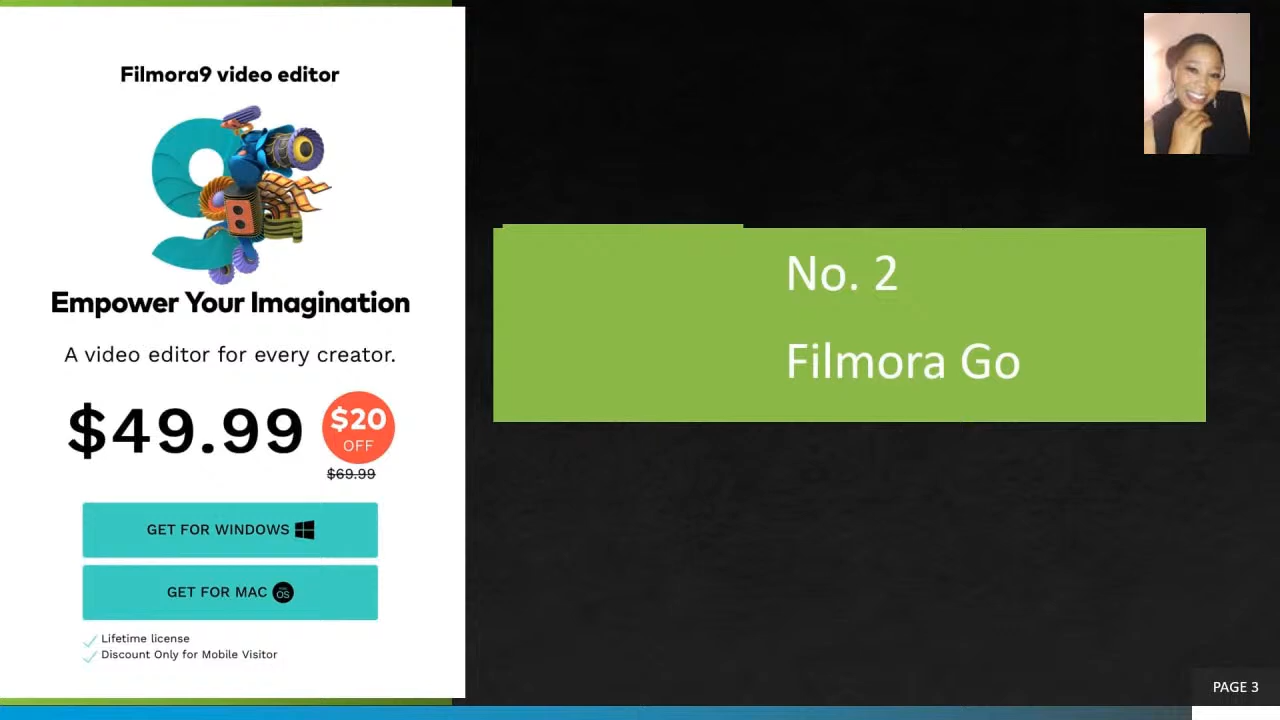 Filmora9 video editor
Empower Your Imagination
A video editor for every creator.
$49.99
$20
OFF
$69.99
GET FOR WINDOWS
GET FOR MAC
OS
Lifetime license
Discount Only for Mobile Visitor
No. 2
Filmora Go
PAGE 3